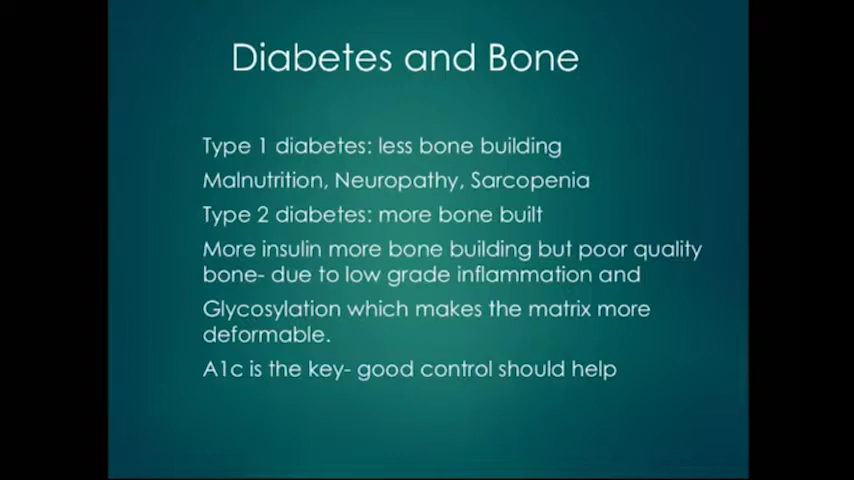 Diabetes and Bone
Type 1 diabetes: less bone building
Malnutrition, Neuropathy, Sarcopenia
Type 2 diabetes: more bone built
More insulin more bone building but poor quality
bone- due to low grade inflammation and
Glycosylation which makes the matrix more
deformable.
A1c is the key- good control should help